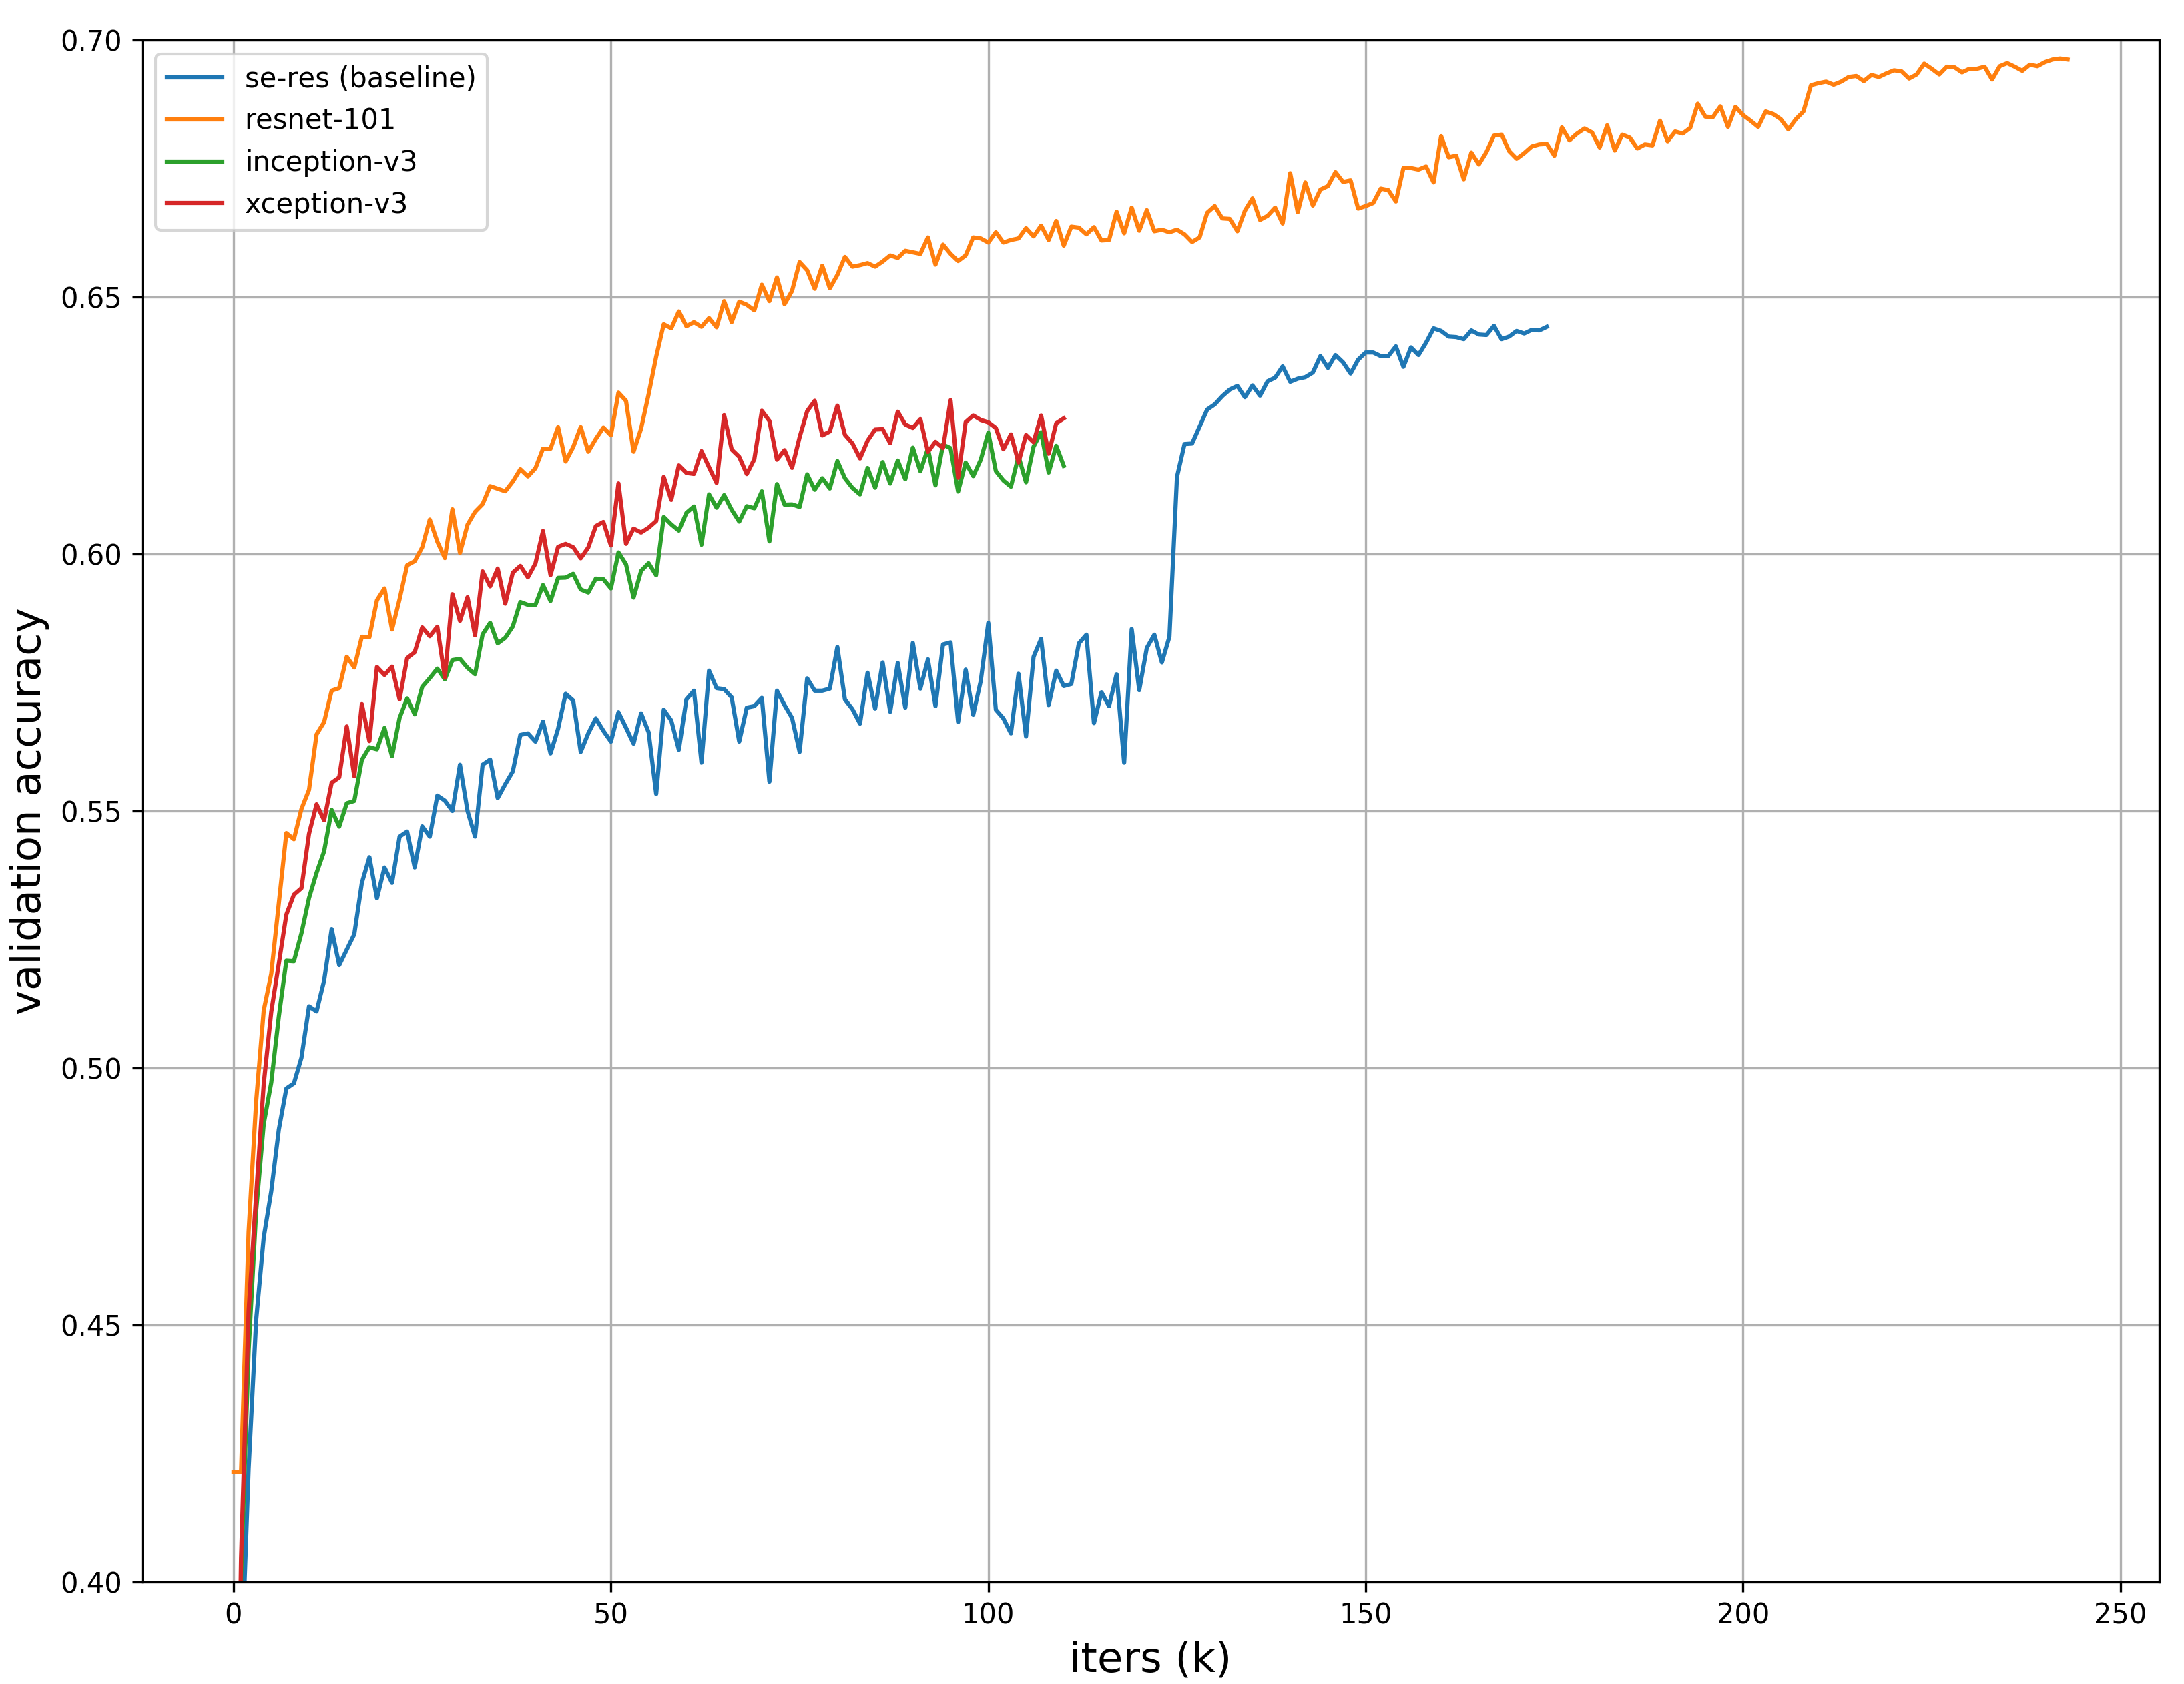 0.70
se-res (baseline)
resnet-101
inception-v3
xception-v3
0.65
0.60
0.55
0.50
0.45
0.40
validation accuracy
0 50 100 150 200 250
iters (k)